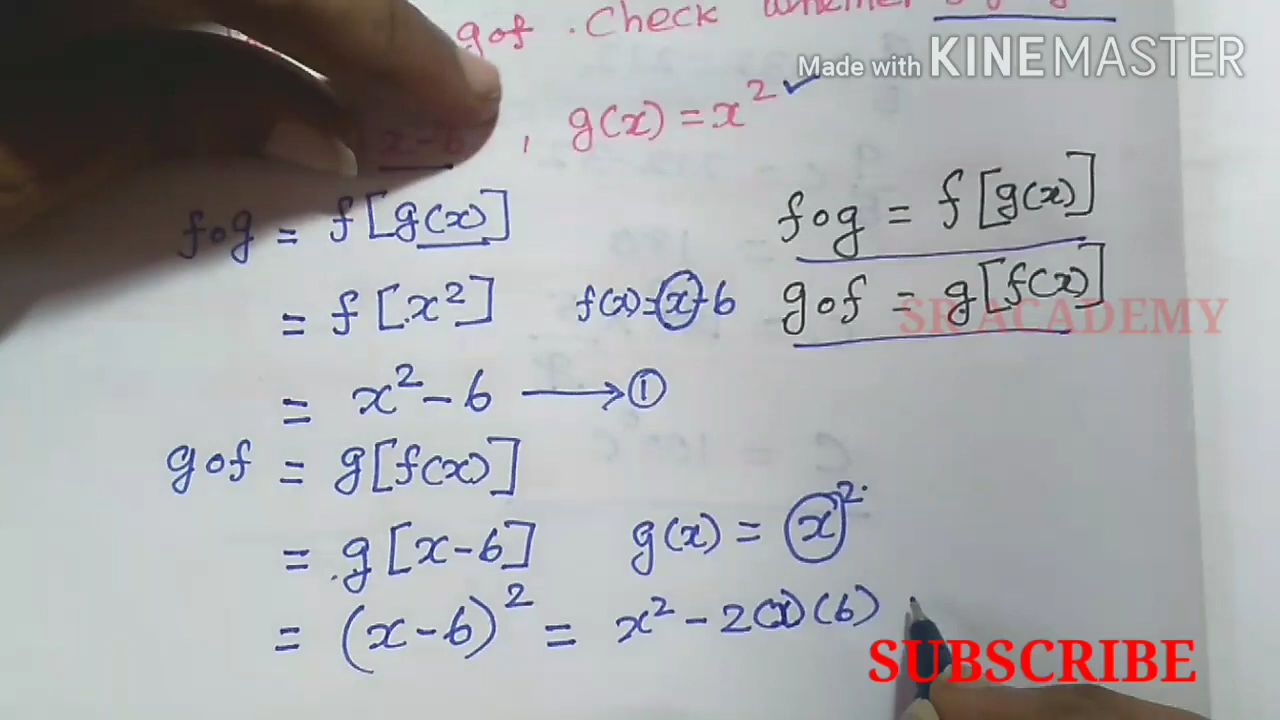 gof . Check
Made with KINEMASTER
x-6 , g(x) = x²
fog = f[g(x)]
fog = f[g(x)]
= f[x²] f(x)=x-6
gof = g[f(x)]
SR ACADEMY
= x² - 6 ①
gof = g[f(x)]
= g[x-6] g(x) = x²
= (x-6)² = x² - 2(x)(6)
SUBSCRIBE